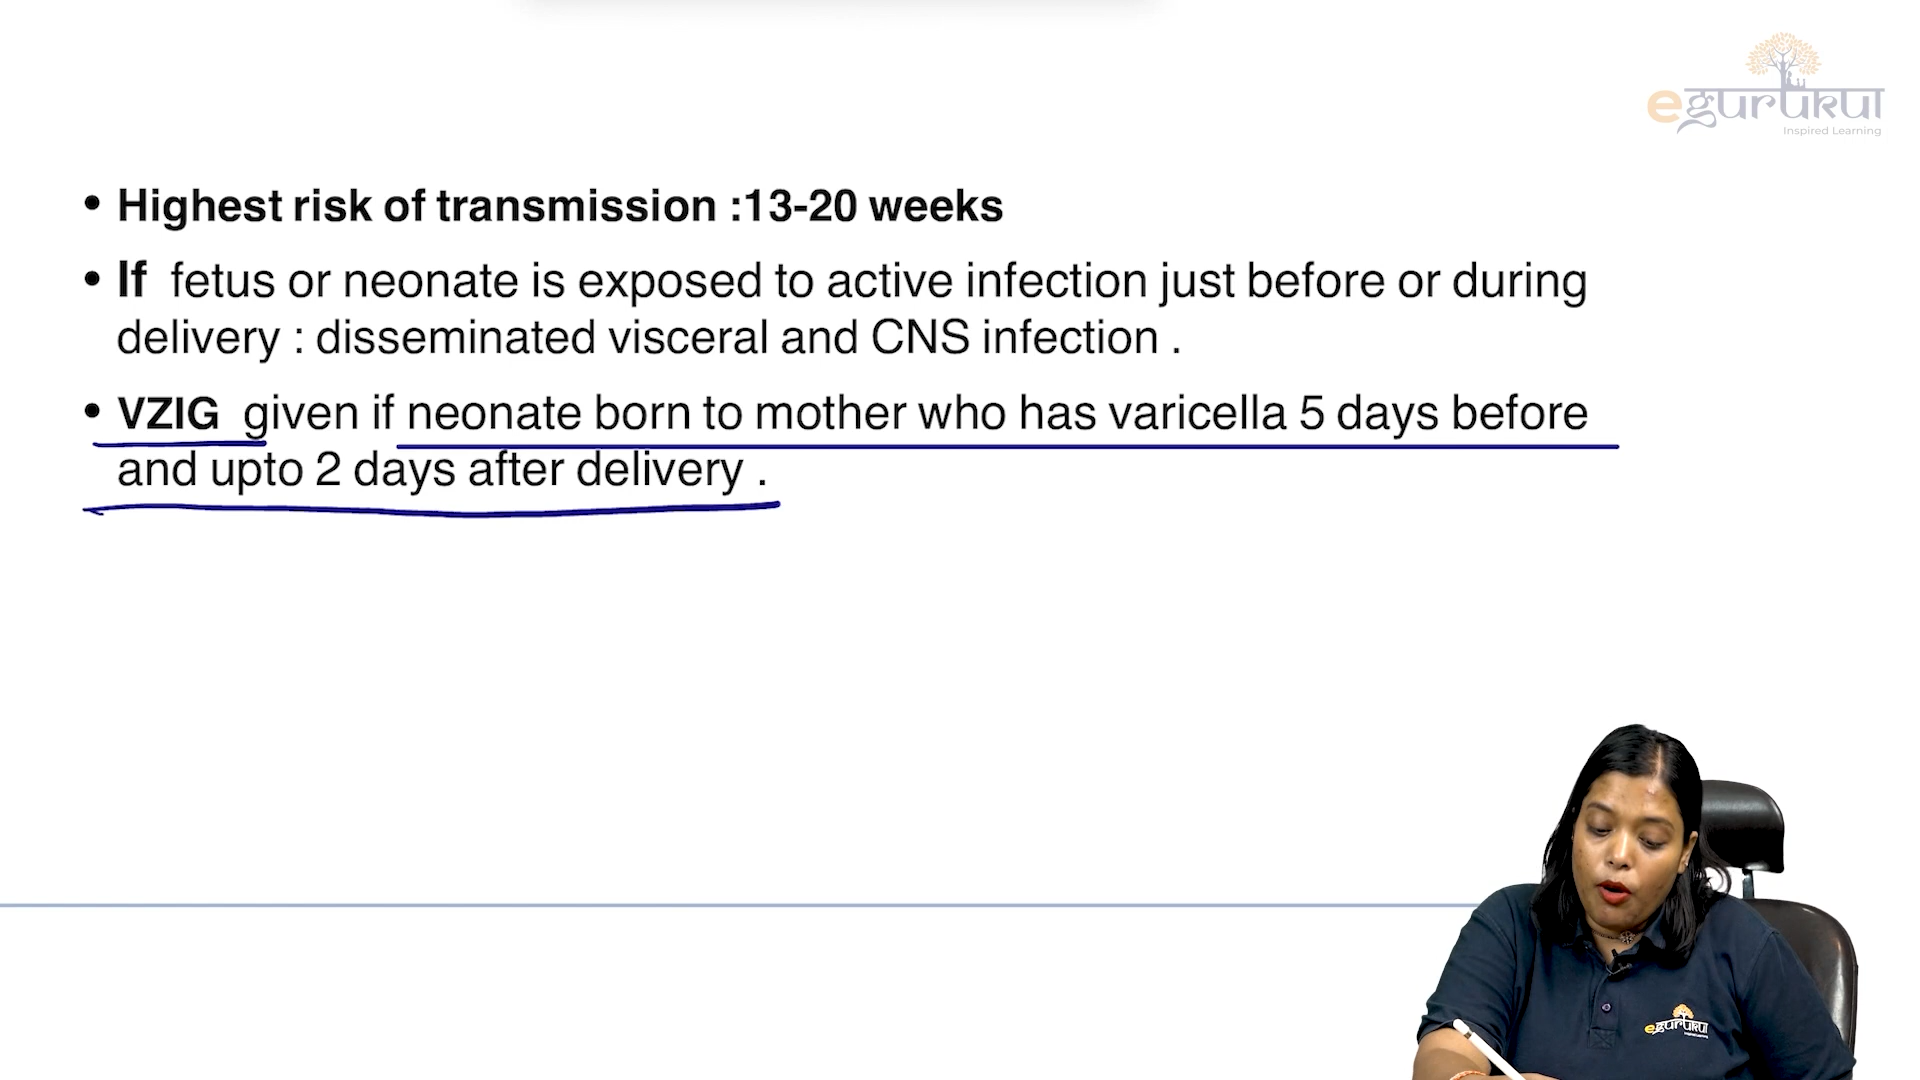 egurukul
Inspired Learning
• Highest risk of transmission :13-20 weeks
• If fetus or neonate is exposed to active infection just before or during
delivery : disseminated visceral and CNS infection .
• VZIG given if neonate born to mother who has varicella 5 days before
and upto 2 days after delivery .
egurukul